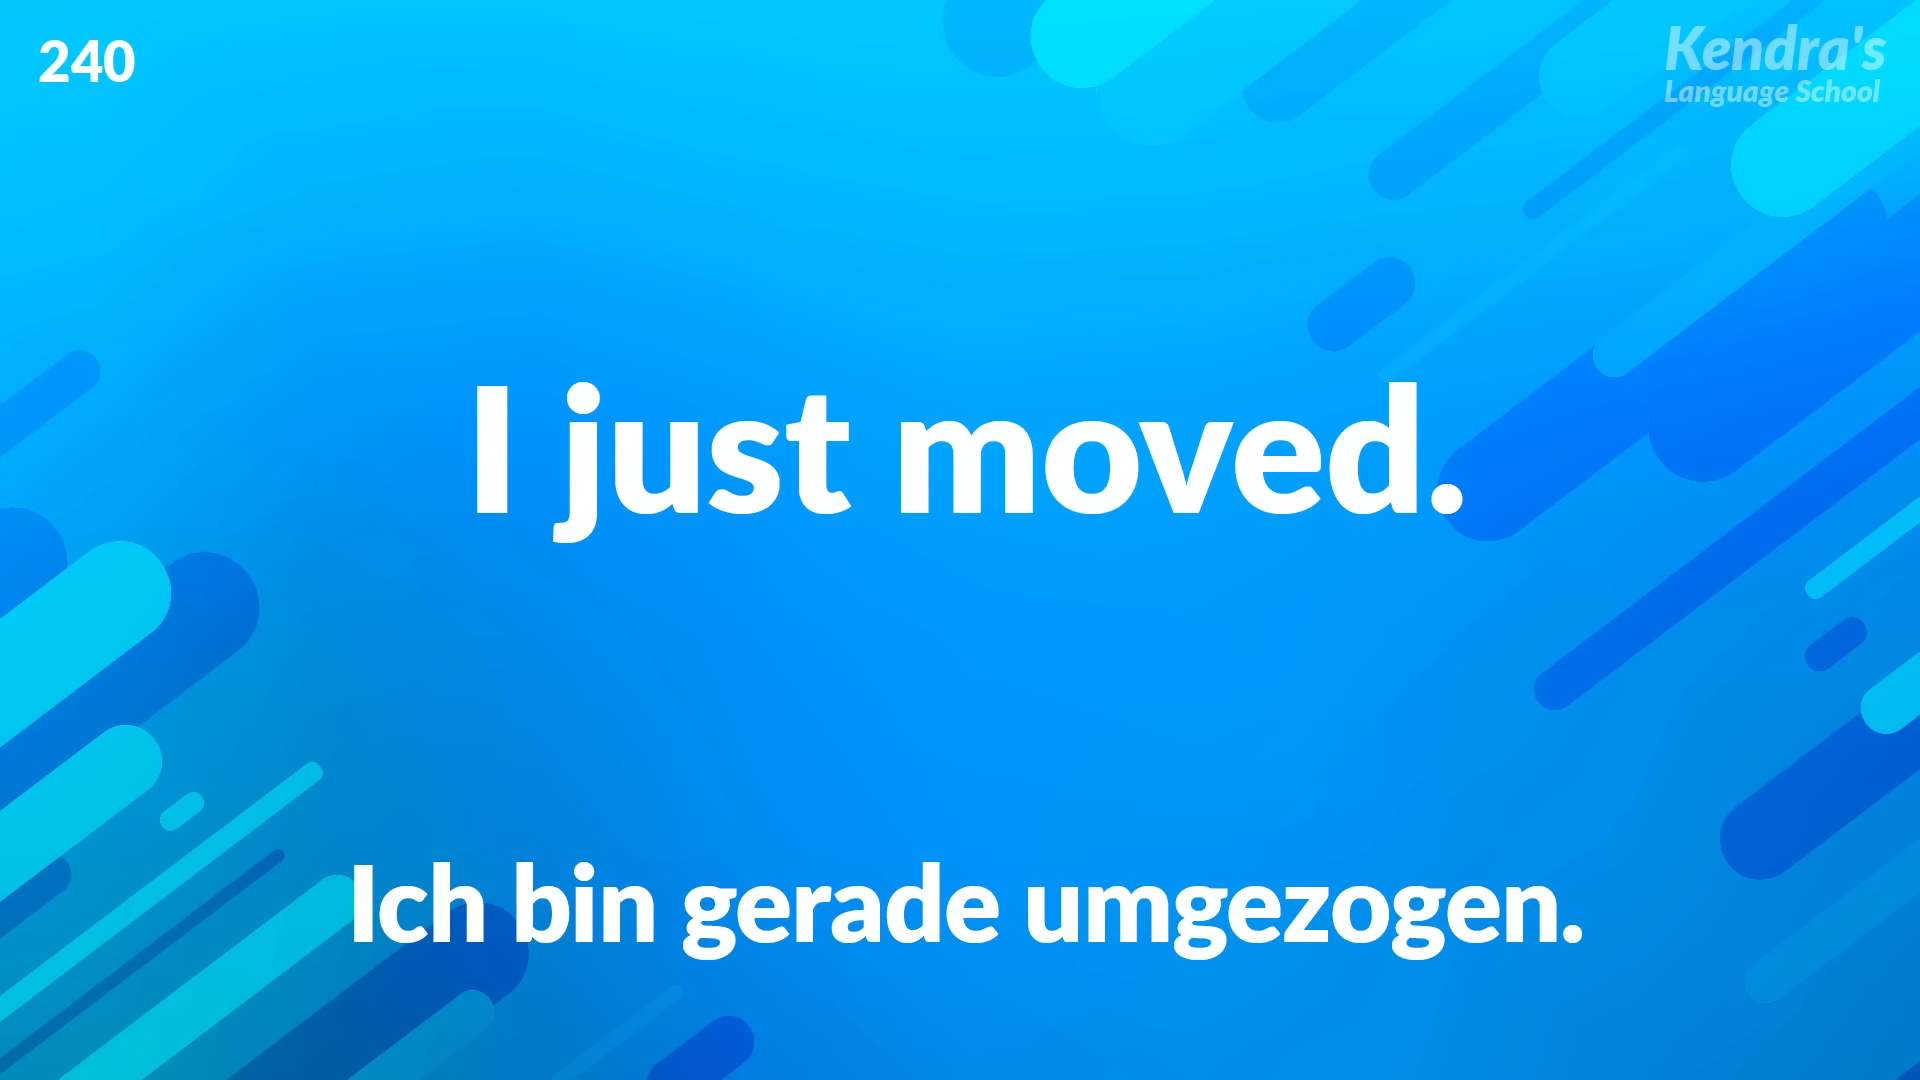 240
Kendra's
Language School
I just moved.
Ich bin gerade umgezogen.